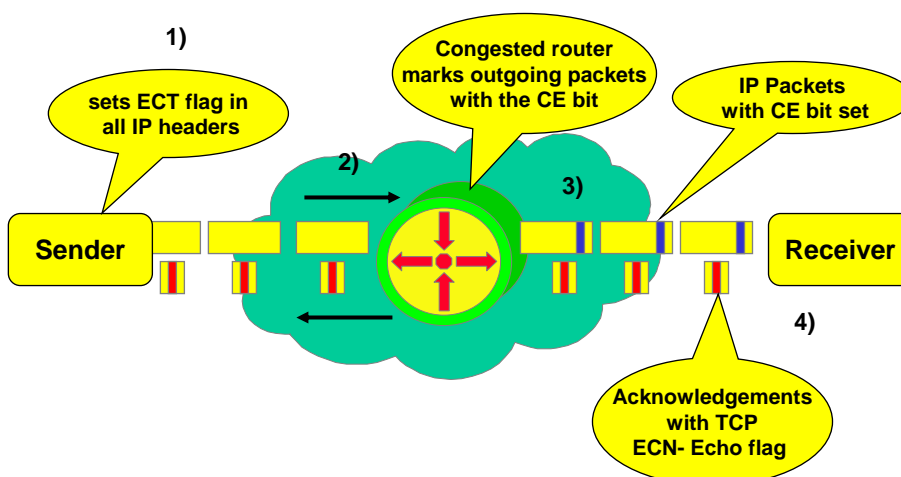 1)
sets ECT flag in
all IP headers
Congested router
marks outgoing packets
with the CE bit
IP Packets
with CE bit set
2)
3)
Sender
Receiver
4)
Acknowledgements
with TCP
ECN- Echo flag